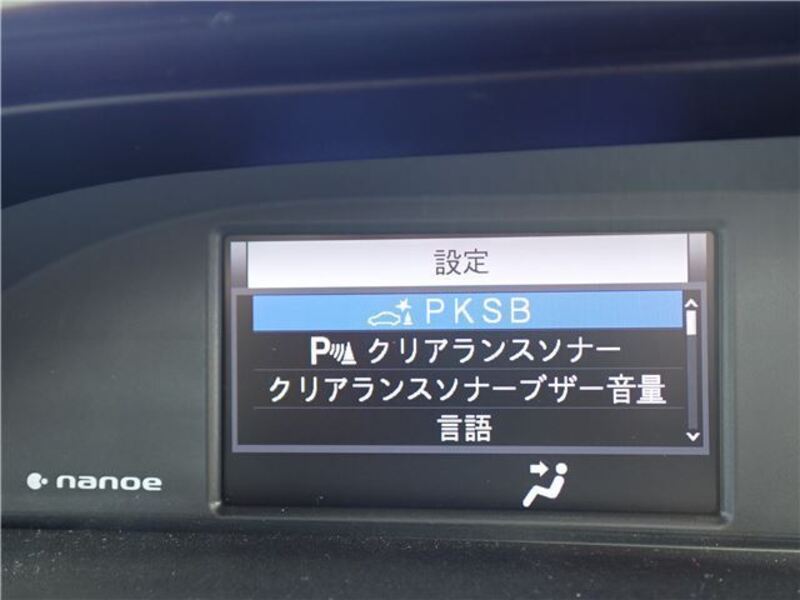 設定
PKSB
P クリアランスソナー
クリアランスソナーブザー音量
言語
nanoe